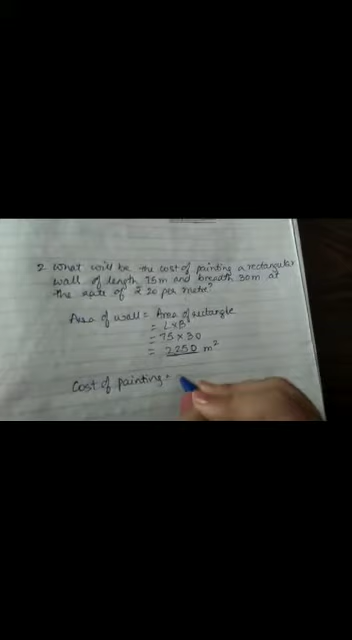 2. What will be the cost of painting a rectangular
wall of length 75m and breadth 30m at
the rate of ₹ 20 per meter?
Area of wall = Area of rectangle
= L×B
= 75 × 30
= 2250 m²
Cost of painting =